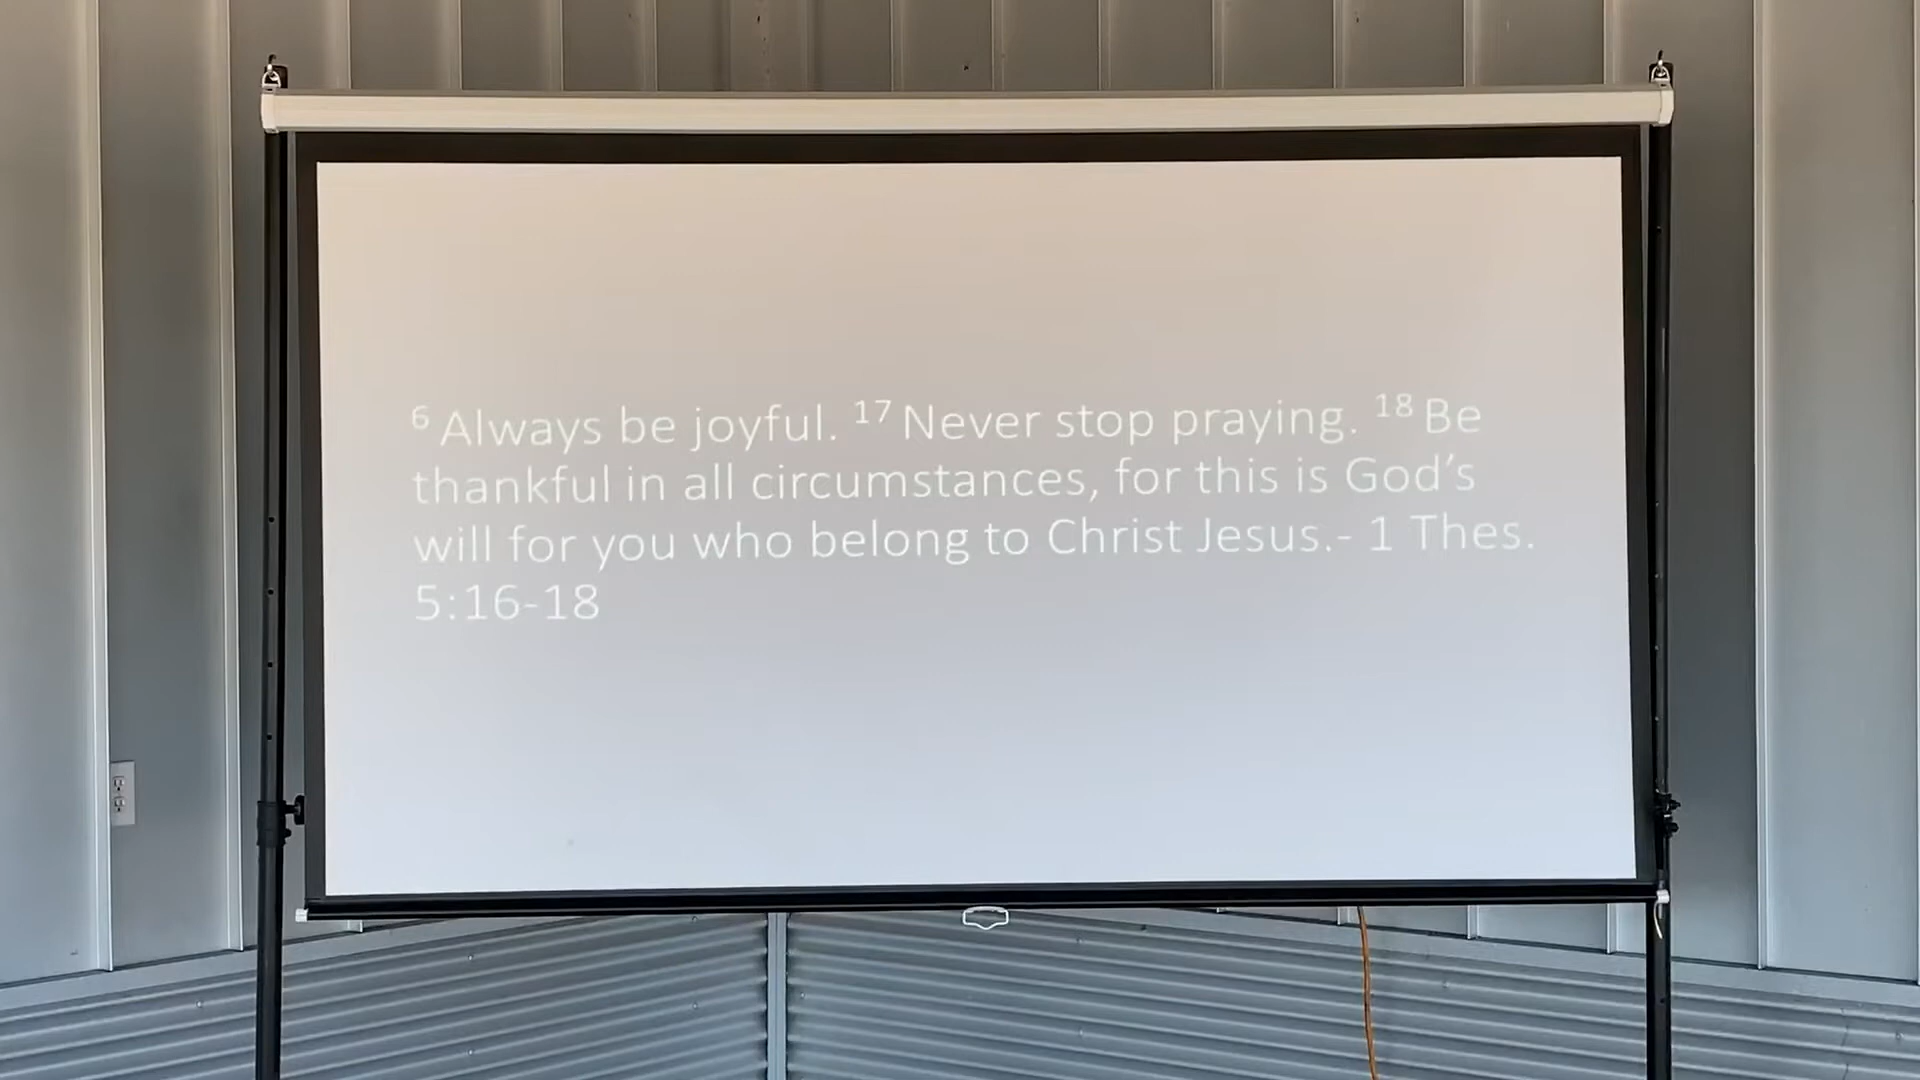 6 Always be joyful. 17 Never stop praying. 18 Be
thankful in all circumstances, for this is God’s
will for you who belong to Christ Jesus.- 1 Thes.
5:16-18